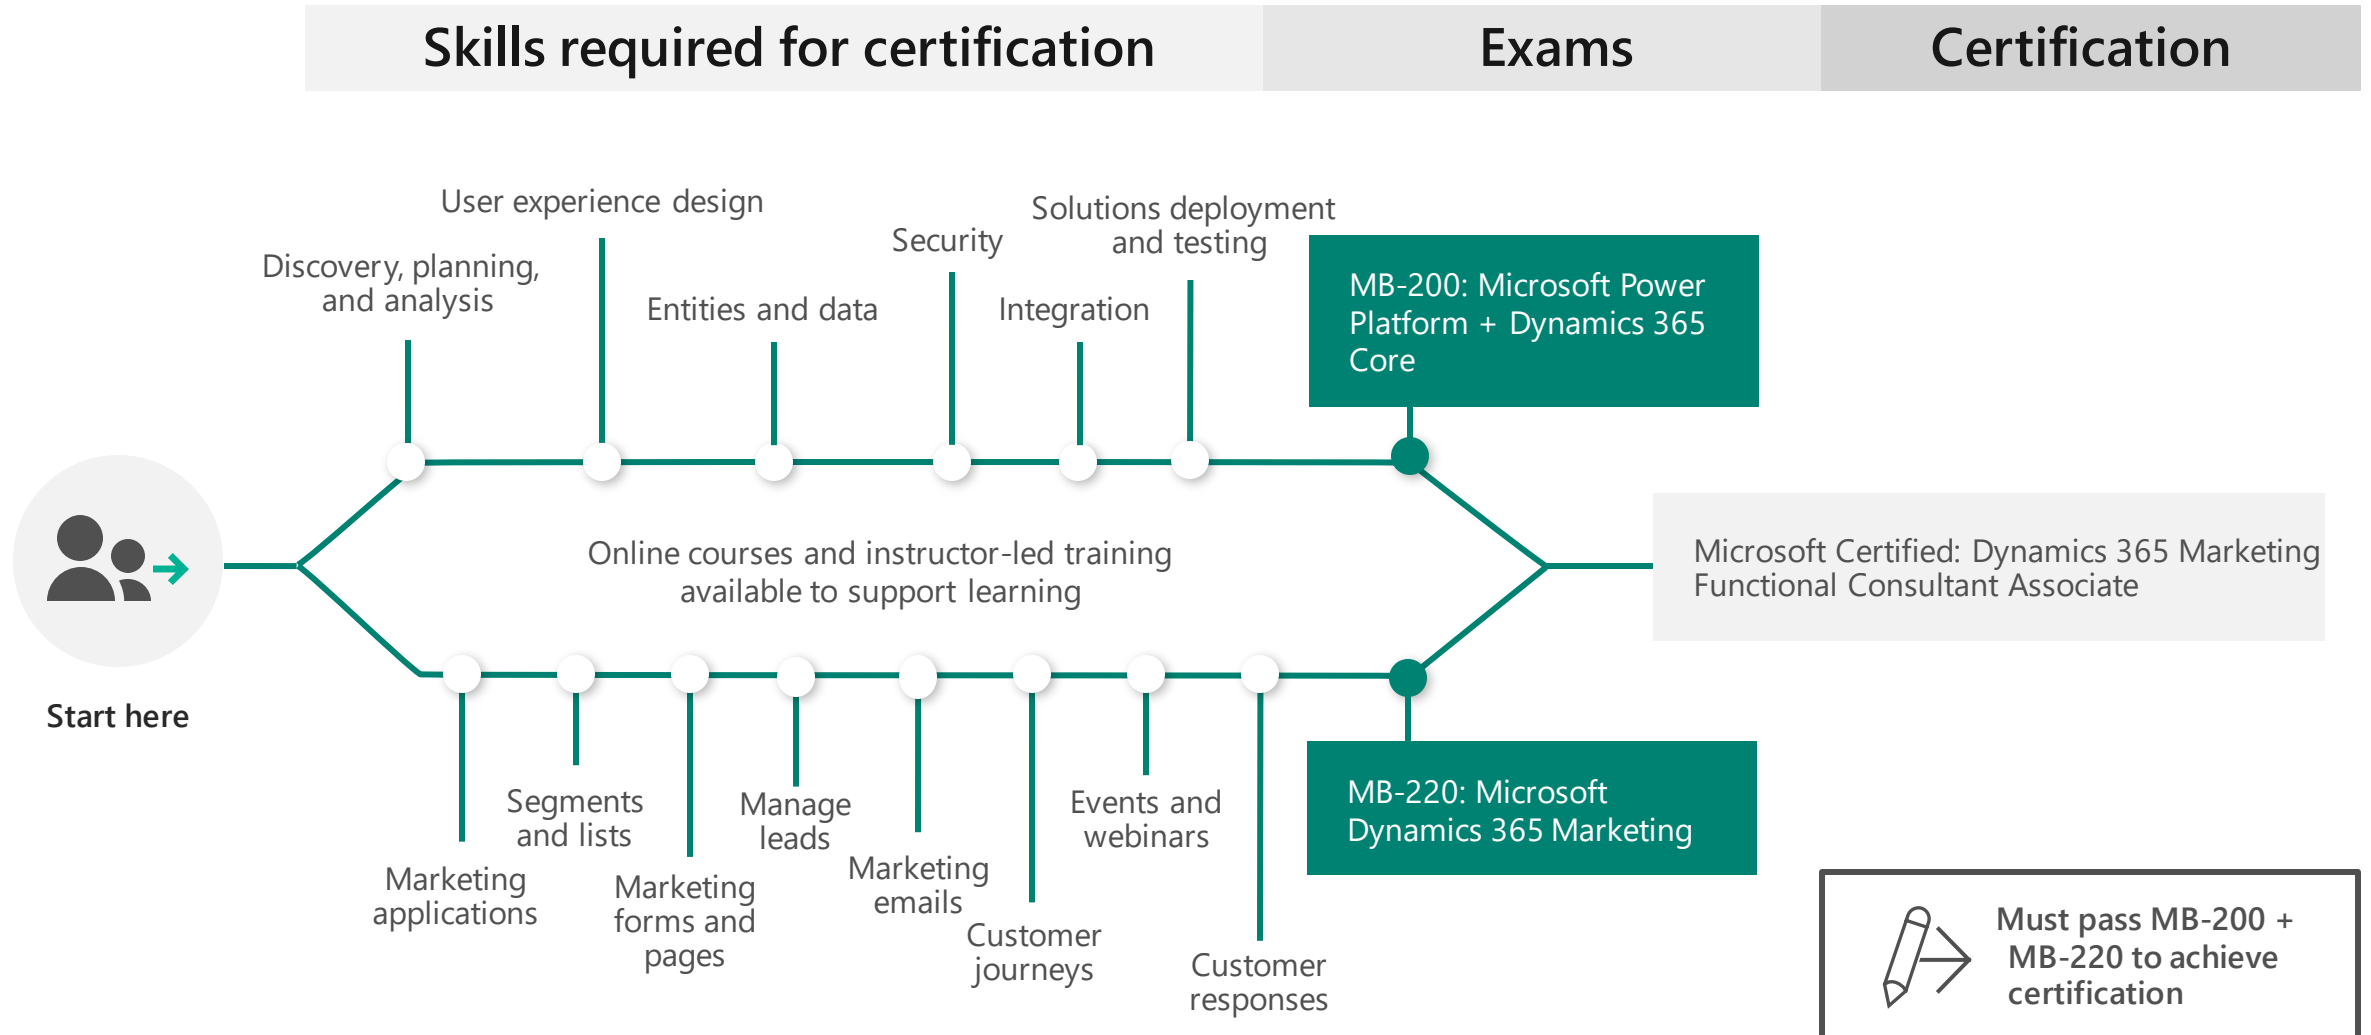 Skills required for certification
Exams
Certification
User experience design
Solutions deployment
and testing
Security
Discovery, planning,
and analysis
Entities and data
Integration
MB-200: Microsoft Power
Platform + Dynamics 365
Core
Online courses and instructor-led training
available to support learning
Microsoft Certified: Dynamics 365 Marketing
Functional Consultant Associate
Start here
Marketing
applications
Segments
and lists
Marketing
forms and
pages
Manage
leads
Marketing
emails
Customer
journeys
Events and
webinars
Customer
responses
MB-220: Microsoft
Dynamics 365 Marketing
Must pass MB-200 +
MB-220 to achieve
certification